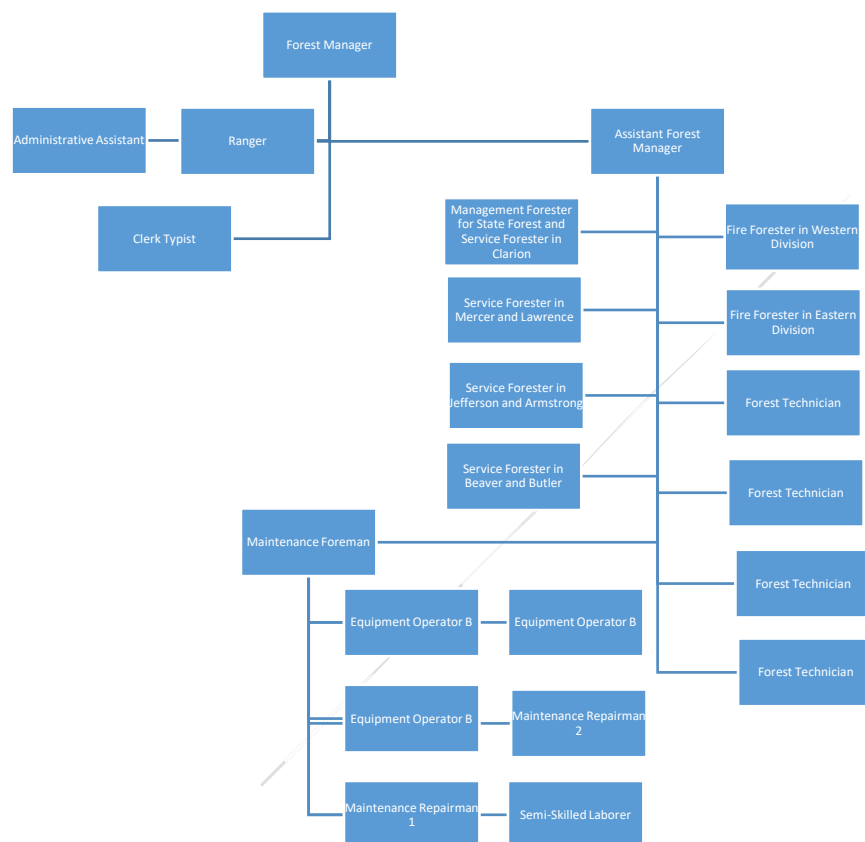 Forest Manager
Administrative Assistant
Ranger
Assistant Forest
Manager
Clerk Typist
Management Forester
for State Forest and
Service Forester in
Clarion
Fire Forester in Western
Division
Service Forester in
Mercer and Lawrence
Fire Forester in Eastern
Division
Service Forester in
Jefferson and Armstrong
Forest Technician
Service Forester in
Beaver and Butler
Forest Technician
Maintenance Foreman
Forest Technician
Equipment Operator B
Equipment Operator B
Forest Technician
Equipment Operator B
Maintenance Repairman
2
Maintenance Repairman
1
Semi-Skilled Laborer